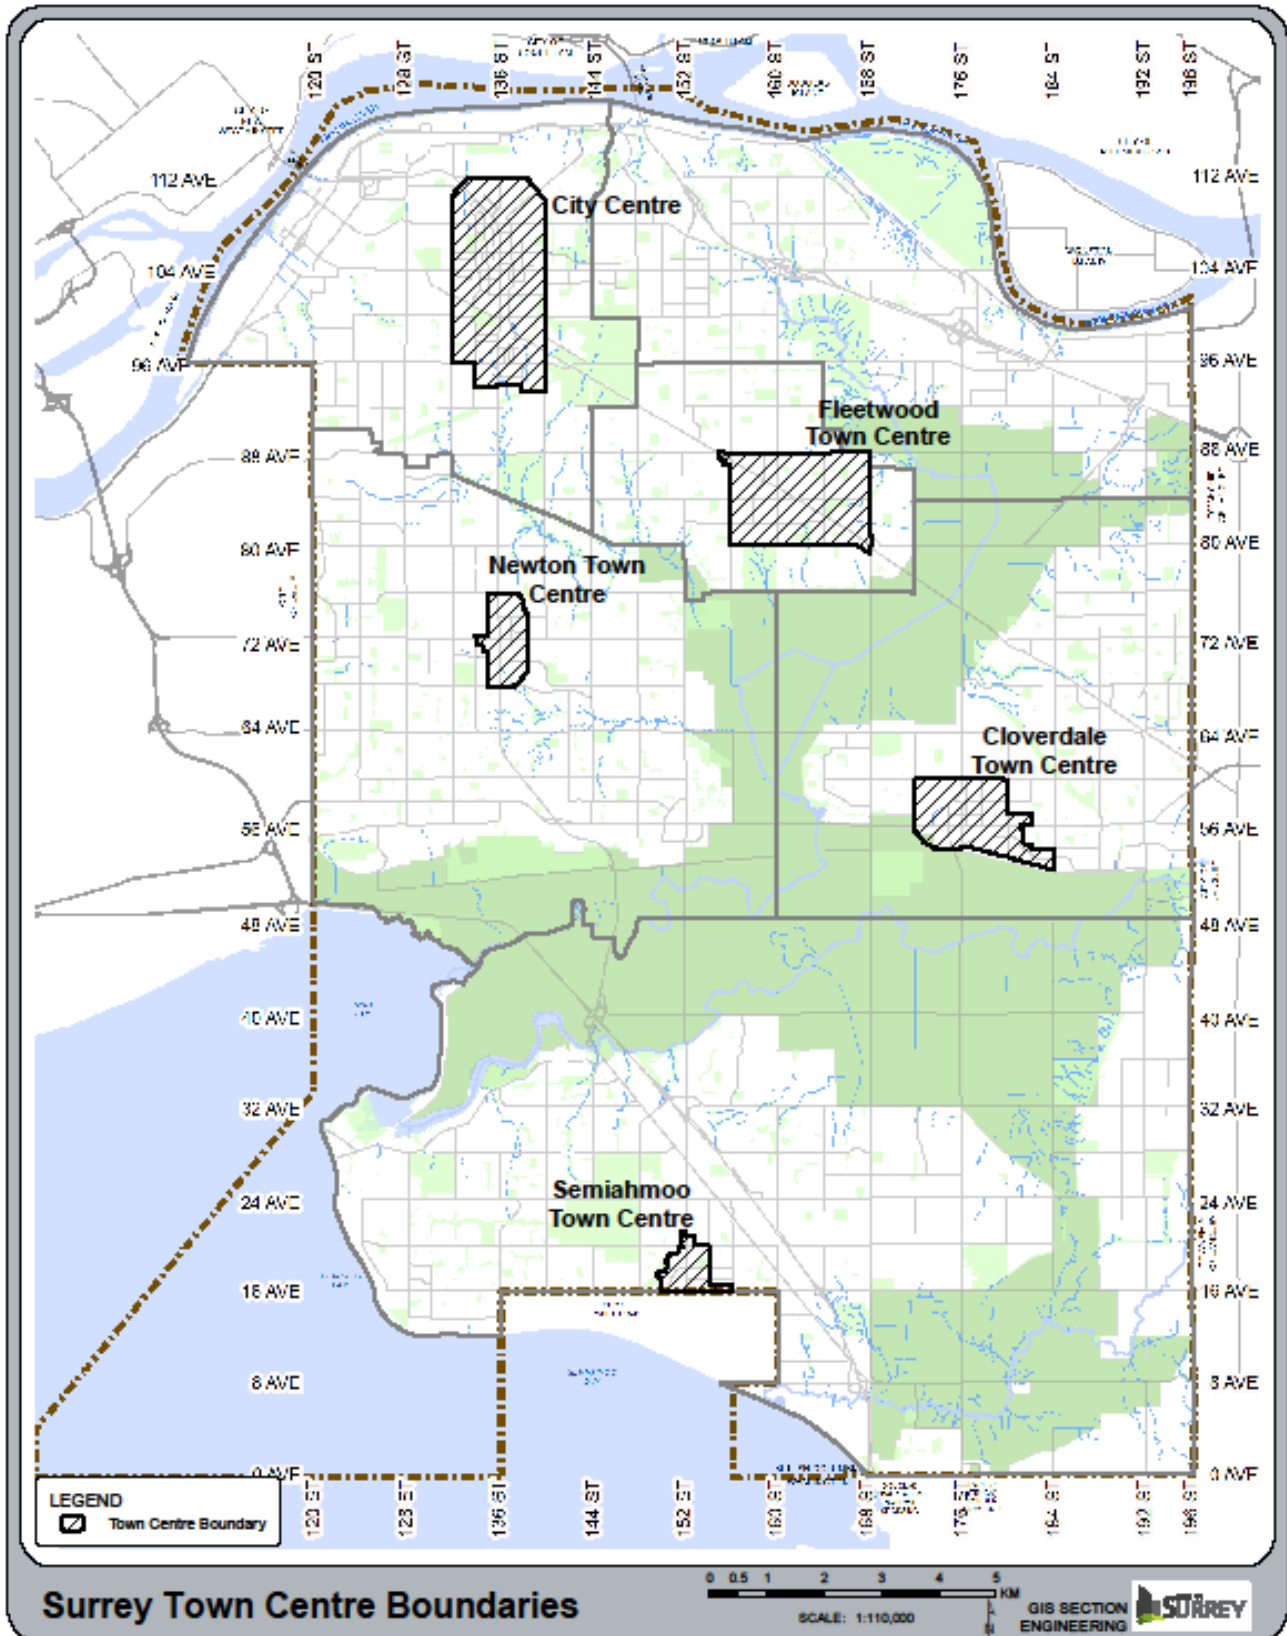 120 ST
128 ST
136 ST
144 ST
152 ST
160 ST
168 ST
176 ST
184 ST
192 ST
196 ST
112 AVE
112 AVE
City Centre
104 AVE
104 AVE
96 AVE
96 AVE
Fleetwood
Town Centre
88 AVE
88 AVE
80 AVE
80 AVE
Newton Town
Centre
72 AVE
72 AVE
64 AVE
64 AVE
Cloverdale
Town Centre
56 AVE
56 AVE
48 AVE
48 AVE
40 AVE
40 AVE
32 AVE
32 AVE
Semiahmoo
Town Centre
24 AVE
24 AVE
16 AVE
16 AVE
8 AVE
8 AVE
0 AVE
0 AVE
120 ST
128 ST
136 ST
144 ST
152 ST
160 ST
168 ST
176 ST
184 ST
192 ST
196 ST
LEGEND
Town Centre Boundary
Surrey Town Centre Boundaries
0 0.5 1 2 3 4 5
KM
SCALE: 1:110,000
N
GIS SECTION
ENGINEERING
SURREY